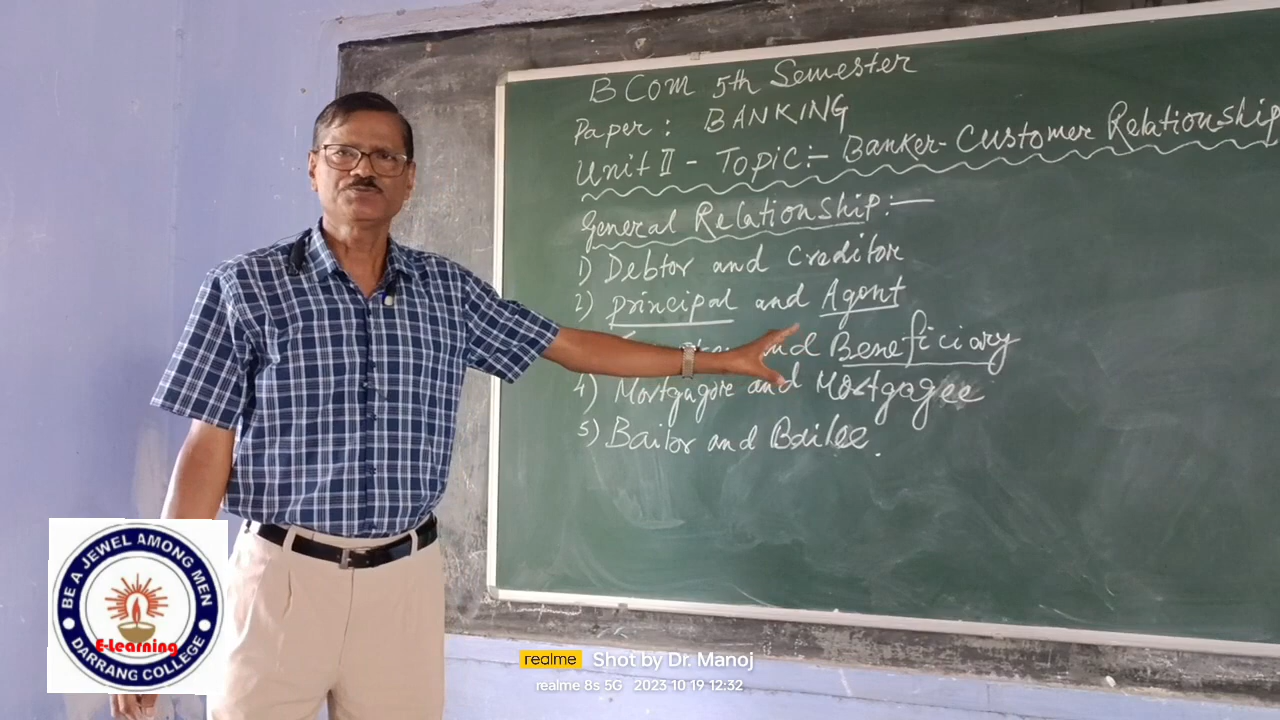 BCom 5th Semester
Paper: BANKING
Unit II - Topic:- Banker-Customer Relationship
General Relationship:-
1) Debtor and Creditor
2) principal and Agent
and Beneficiary
4) Mortgagore and Mortgagee
5) Bailor and Bailee.
BE A JEWEL AMONG MEN
E-Learning
DARRANG COLLEGE
realme Shot by Dr. Manoj
realme 8s 5G 2023 10 19 12:32